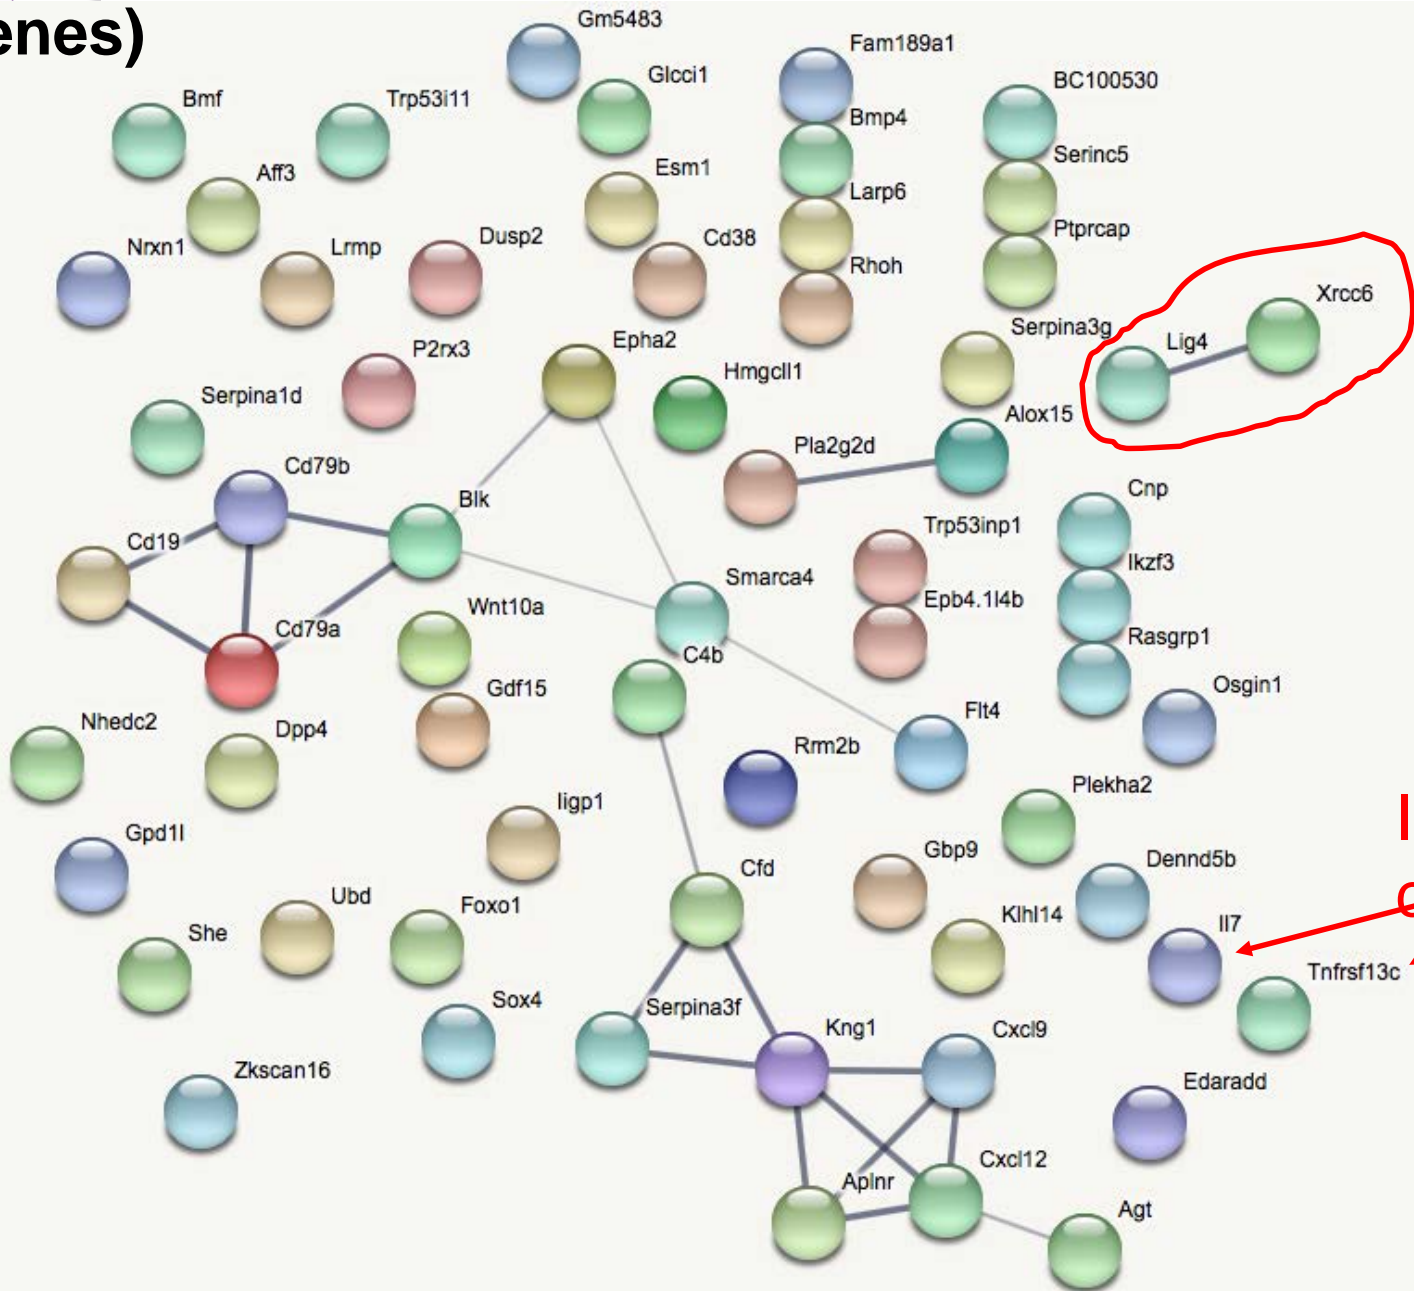 enes)
Gm5483
Fam189a1
Glcci1
BC100530
Bmf
Trp53i11
Bmp4
Serinc5
Esm1
Aff3
Larp6
Ptprcap
Cd38
Dusp2
Nrxn1
Lrmp
Rhoh
Xrcc6
Serpina3g
Epha2
Lig4
P2rx3
Hmgcll1
Serpina1d
Alox15
Pla2g2d
Cd79b
Cnp
Blk
Trp53inp1
Cd19
Ikzf3
Smarca4
Epb4.1l4b
Wnt10a
Cd79a
Rasgrp1
C4b
Gdf15
Osgin1
Flt4
Nhedc2
Dpp4
Rrm2b
Plekha2
Iigp1
Gpd1l
Gbp9
Dennd5b
Cfd
Ubd
Foxo1
Klhl14
Il7
She
Tnfrsf13c
Sox4
Serpina3f
Kng1
Cxcl9
Zkscan16
Edaradd
Cxcl12
Aplnr
Agt